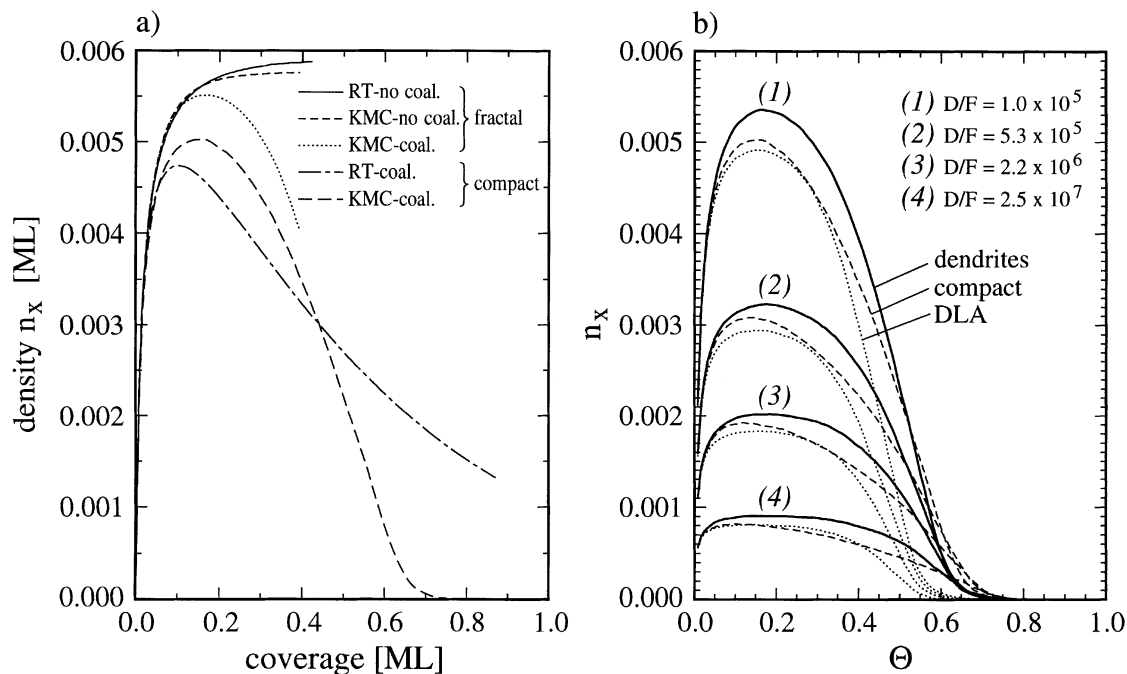 a)
0.006
0.005
0.004
0.003
0.002
0.001
0.000
density nx [ML]
RT-no coal.
KMC-no coal.
KMC-coal.
fractal
RT-coal.
KMC-coal.
compact
0.0 0.2 0.4 0.6 0.8 1.0
coverage [ML]
b)
0.006
0.005
0.004
0.003
0.002
0.001
0.000
nx
(1)
(2)
(3)
(4)
(1) D/F = 1.0 x 10^5
(2) D/F = 5.3 x 10^5
(3) D/F = 2.2 x 10^6
(4) D/F = 2.5 x 10^7
dendrites
compact
DLA
0.0 0.2 0.4 0.6 0.8 1.0
Θ